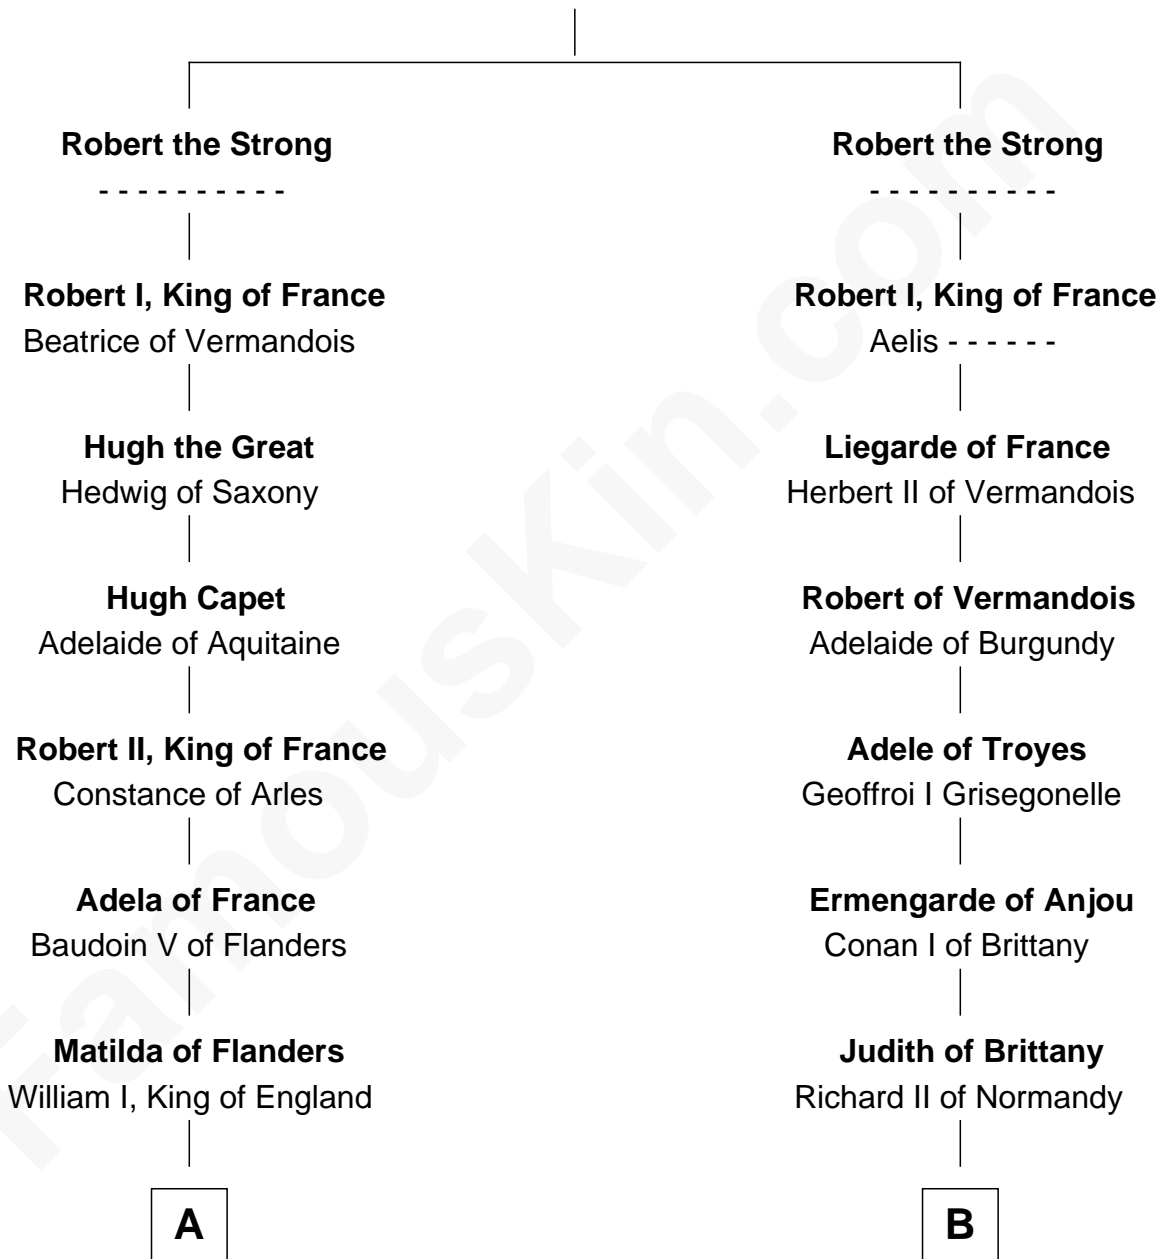 Robert the Strong
- - - - - - - - - -
Robert the Strong
- - - - - - - - - -
Robert I, King of France
Beatrice of Vermandois
Robert I, King of France
Aelis - - - - - -
Hugh the Great
Hedwig of Saxony
Liegarde of France
Herbert II of Vermandois
Hugh Capet
Adelaide of Aquitaine
Robert of Vermandois
Adelaide of Burgundy
Robert II, King of France
Constance of Arles
Adele of Troyes
Geoffroi I Grisegonelle
Adela of France
Baudoin V of Flanders
Ermengarde of Anjou
Conan I of Brittany
Matilda of Flanders
William I, King of England
Judith of Brittany
Richard II of Normandy
A
B
FamousKin.com